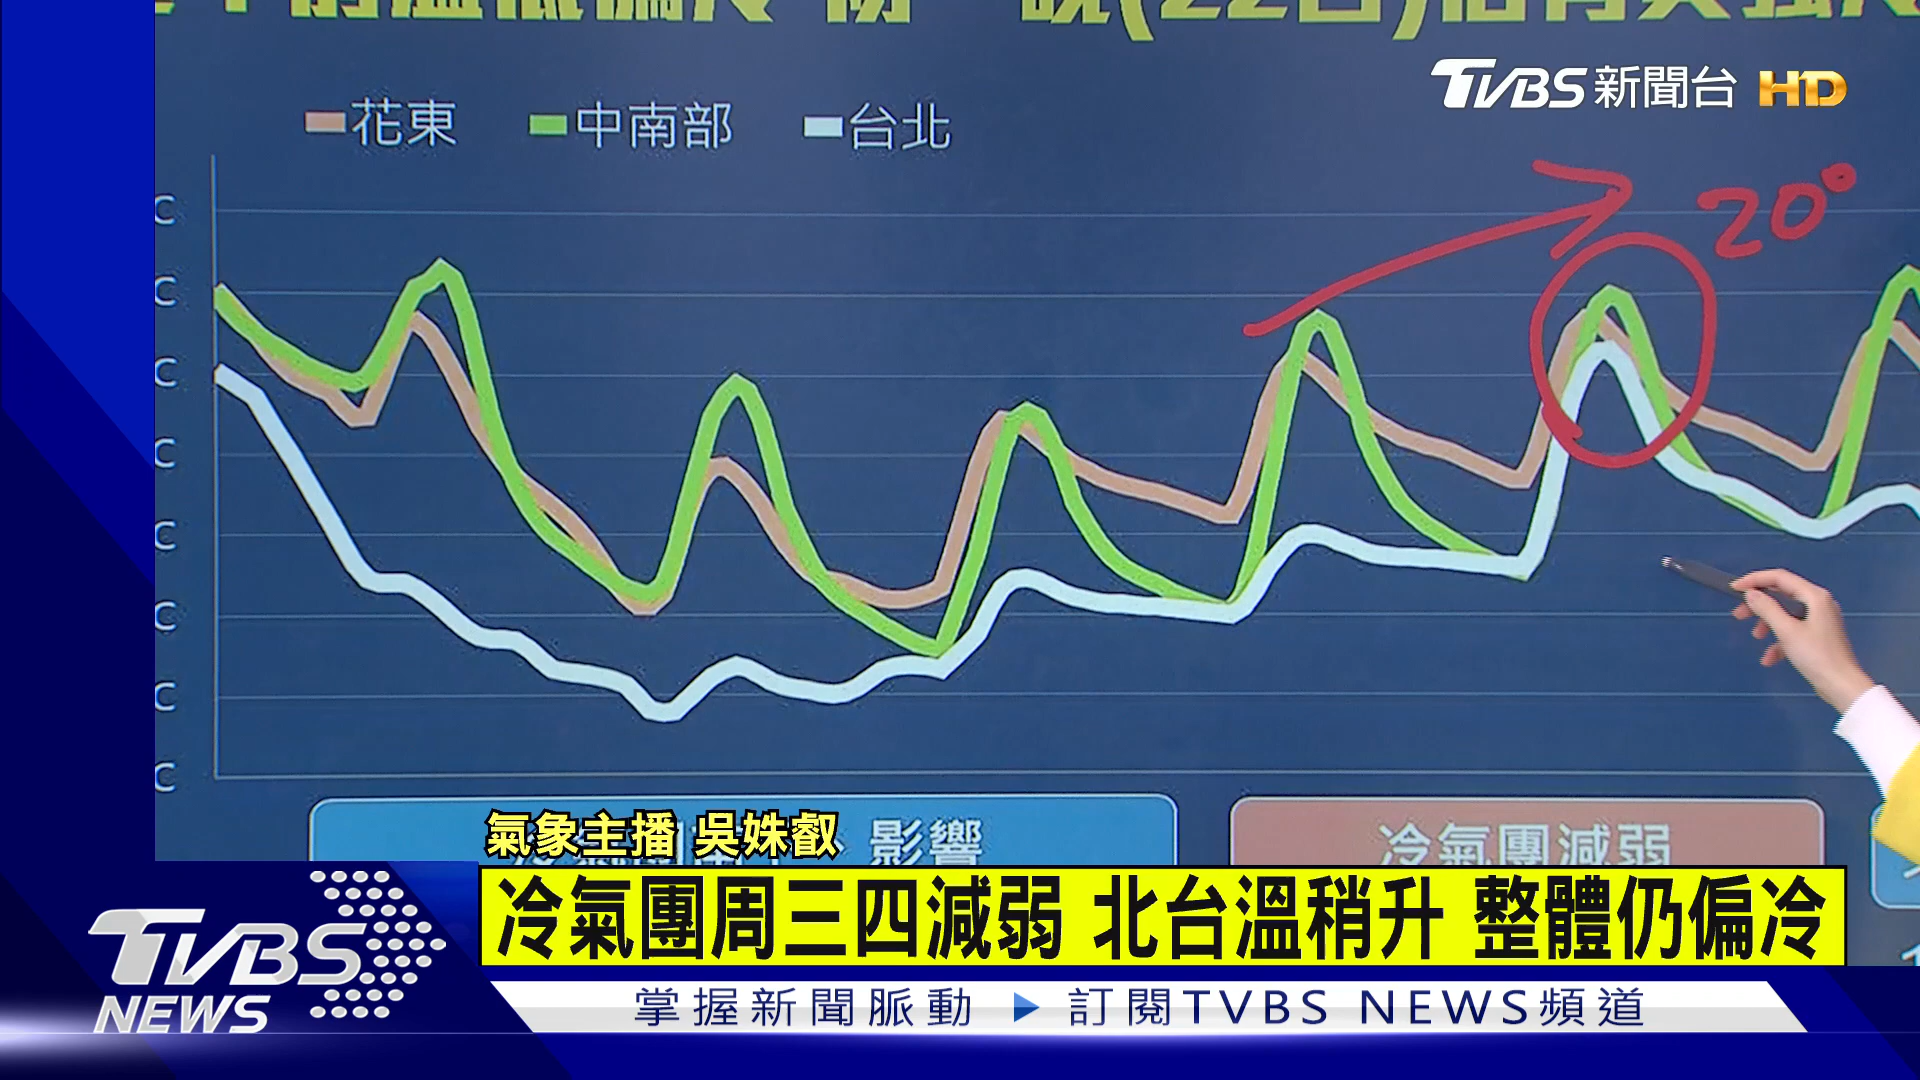 (22日)
TVBS新聞台 HD
花東 中南部 台北
20°
C
C
C
C
C
C
C
C
影響
冷氣團減弱
氣象主播 吳姝叡
冷氣團周三四減弱 北台溫稍升 整體仍偏冷
TVBS
NEWS
掌握新聞脈動 ▶ 訂閱TVBS NEWS頻道